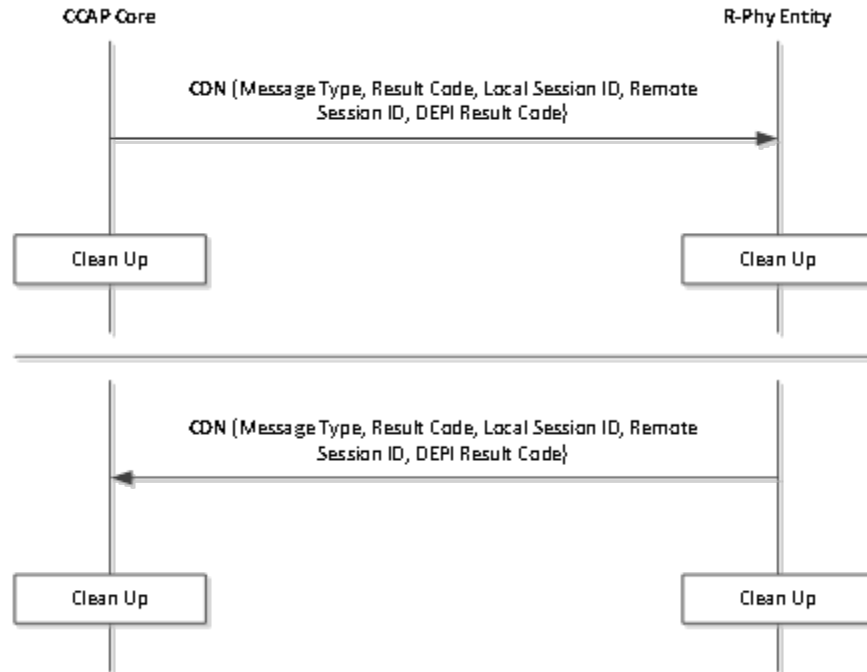 CCAP Core R-Phy Entity
CDN (Message Type, Result Code, Local Session ID, Remote
Session ID, DEPI Result Code}
Clean Up Clean Up
CDN (Message Type, Result Code, Local Session ID, Remote
Session ID, DEPI Result Code}
Clean Up Clean Up